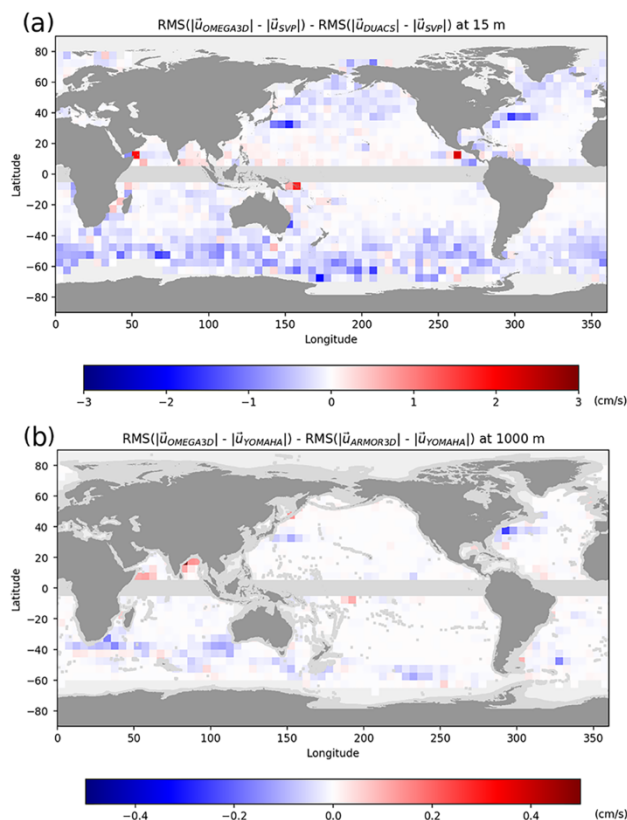 (a)
RMS(|u⃗OMEGA3D| - |u⃗SVP|) - RMS(|u⃗DUACS| - |u⃗SVP|) at 15 m
80
60
40
20
0
−20
−40
−60
−80
Latitude
0 50 100 150 200 250 300 350
Longitude
−3 −2 −1 0 1 2 3 (cm/s)
(b)
RMS(|u⃗OMEGA3D| - |u⃗YOMAHA|) - RMS(|u⃗ARMOR3D| - |u⃗YOMAHA|) at 1000 m
80
60
40
20
0
−20
−40
−60
−80
Latitude
0 50 100 150 200 250 300 350
Longitude
−0.4 −0.2 0.0 0.2 0.4 (cm/s)